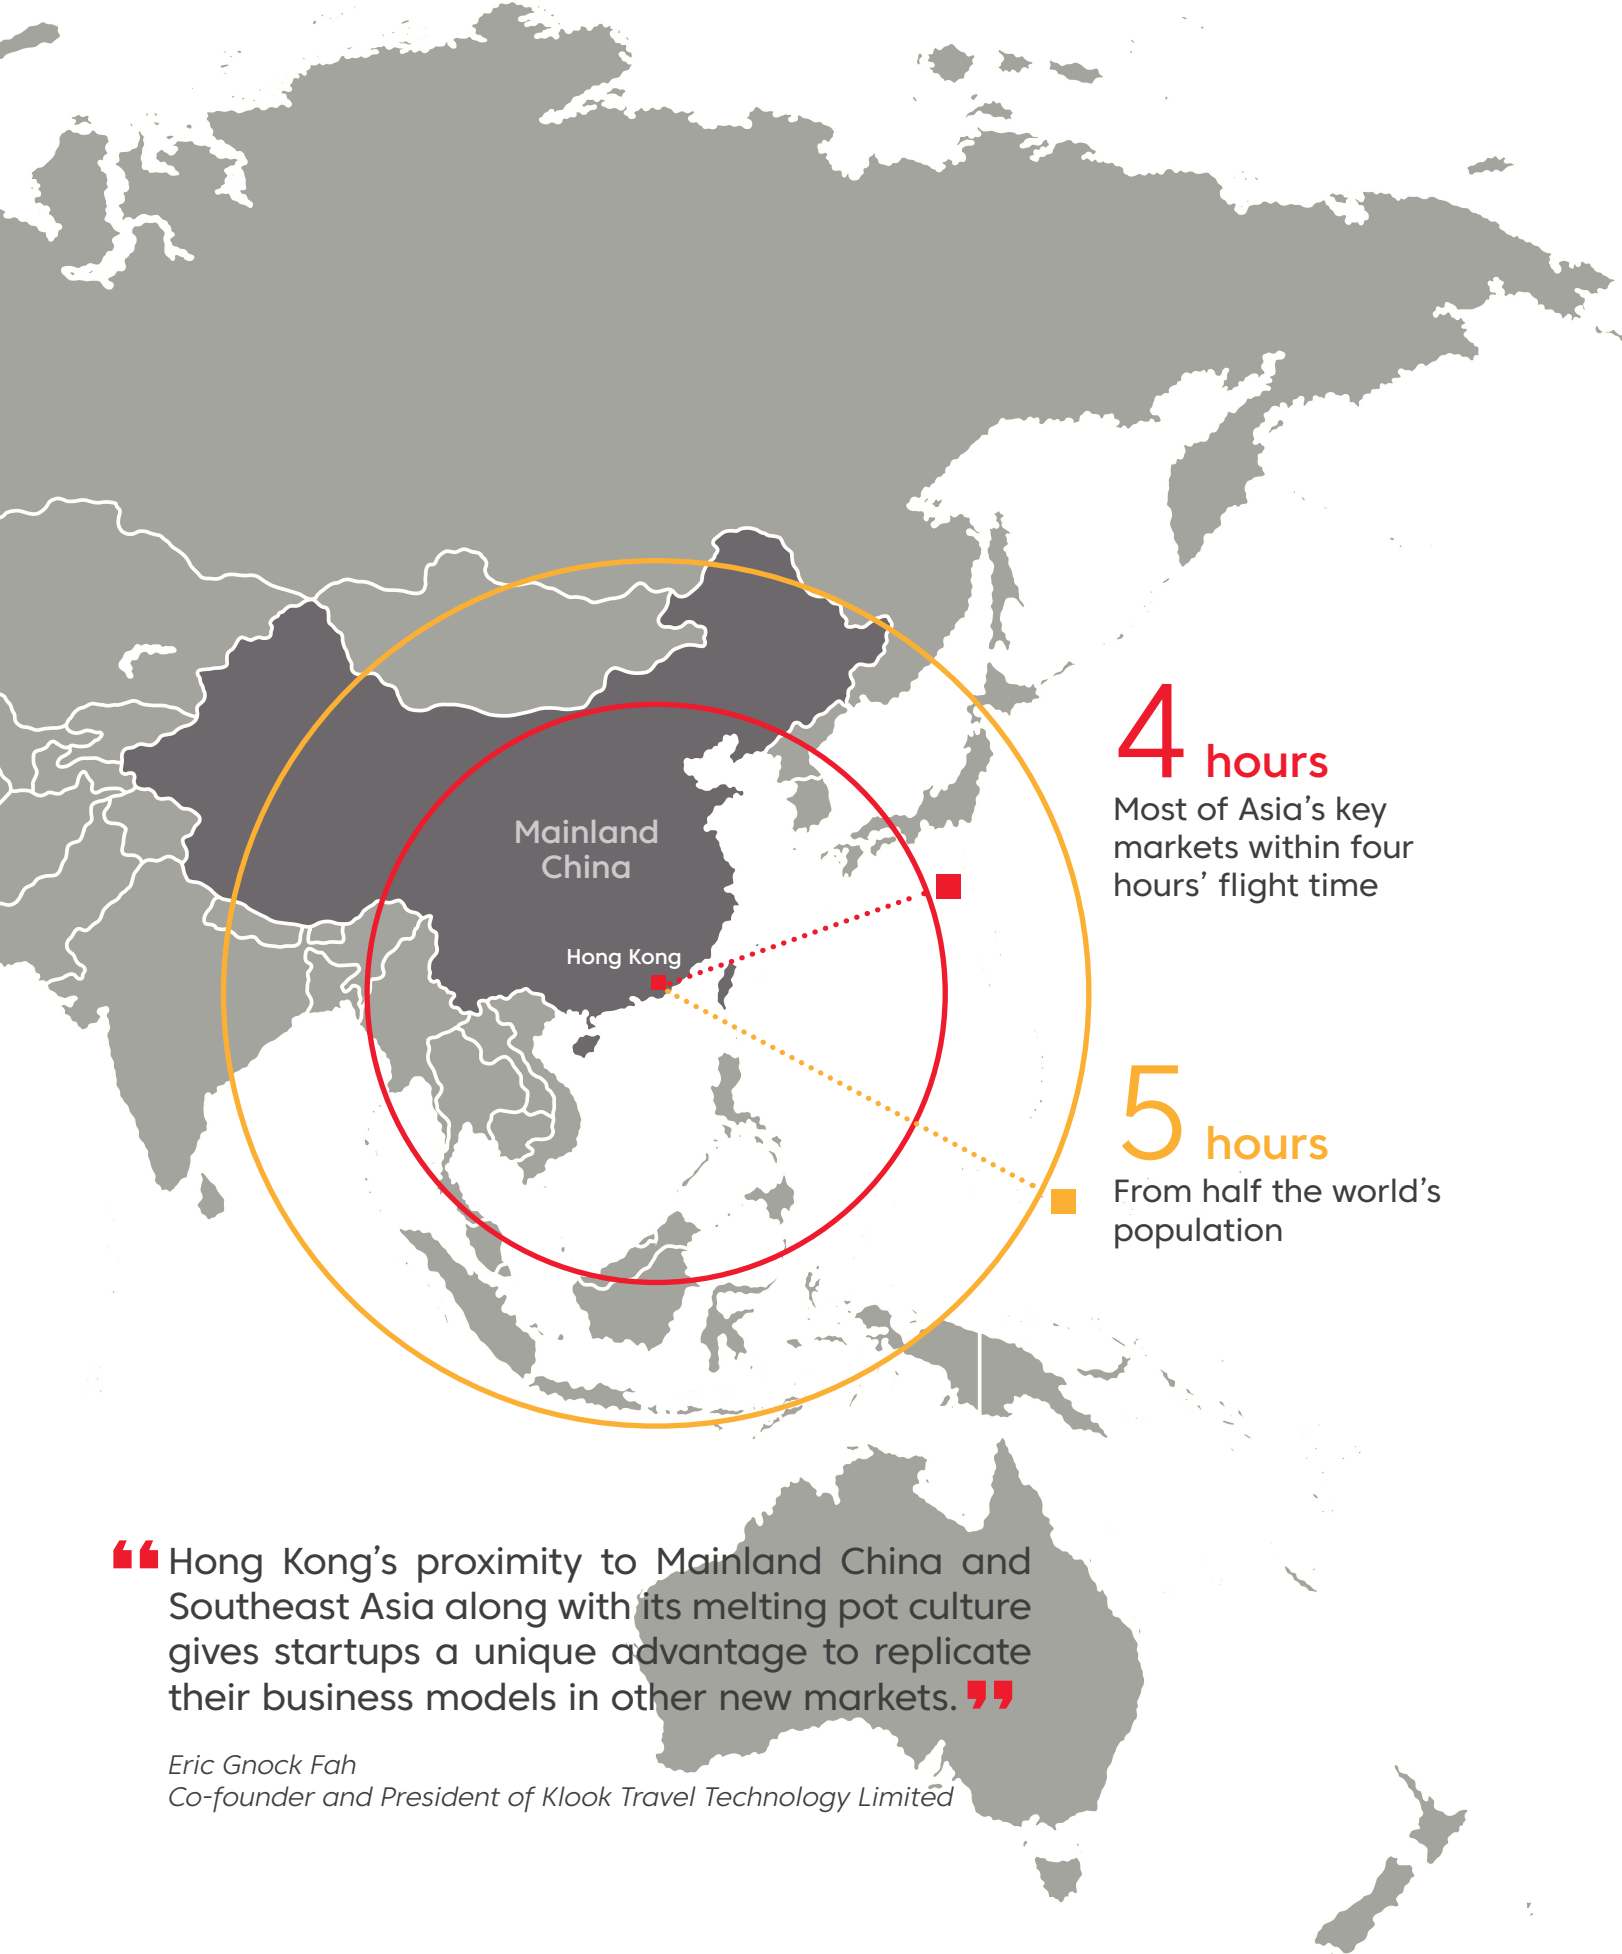 Mainland
China
Hong Kong
4 hours
Most of Asia’s key
markets within four
hours’ flight time
5 hours
From half the world’s
population
❝ Hong Kong’s proximity to Mainland China and
Southeast Asia along with its melting pot culture
gives startups a unique advantage to replicate
their business models in other new markets. ❞
Eric Gnock Fah
Co-founder and President of Klook Travel Technology Limited